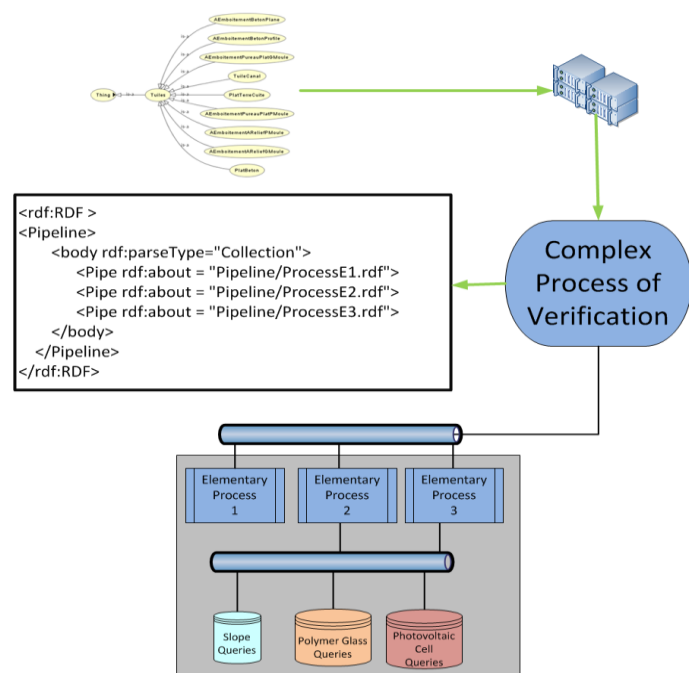 AEmboitementBetonPlane
AEmboitementBetonProfile
AEmboitementPureauPlatGMoule
TuileCanal
Thing
Tuiles
PlatTerreCuite
AEmboitementPureauPlatPMoule
AEmboitementAReliefPMoule
AEmboitementAReliefGMoule
PlatBeton
<rdf:RDF >
<Pipeline>
<body rdf:parseType="Collection">
<Pipe rdf:about = "Pipeline/ProcessE1.rdf">
<Pipe rdf:about = "Pipeline/ProcessE2.rdf">
<Pipe rdf:about = "Pipeline/ProcessE3.rdf">
</body>
</Pipeline>
</rdf:RDF>
Complex
Process of
Verification
Elementary
Process
1
Elementary
Process
2
Elementary
Process
3
Slope
Queries
Polymer Glass
Queries
Photovoltaic
Cell
Queries